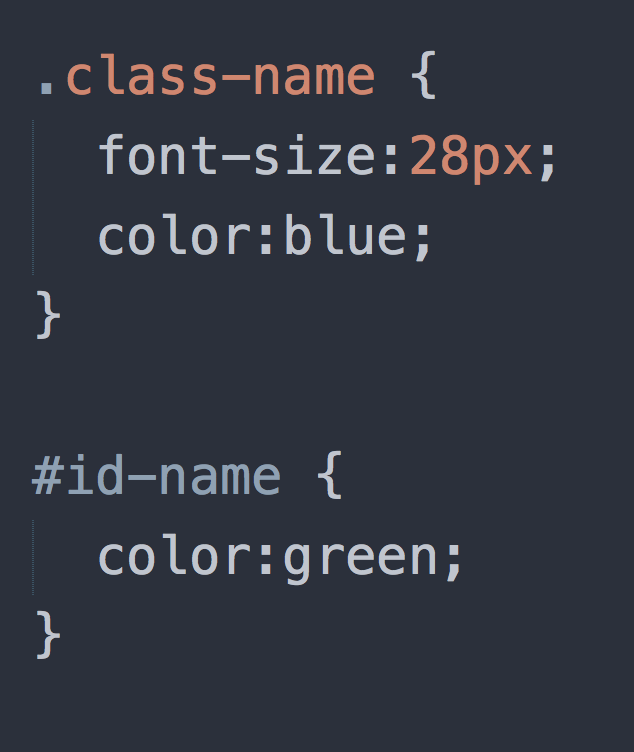 .class-name {
  font-size:28px;
  color:blue;
}

#id-name {
  color:green;
}